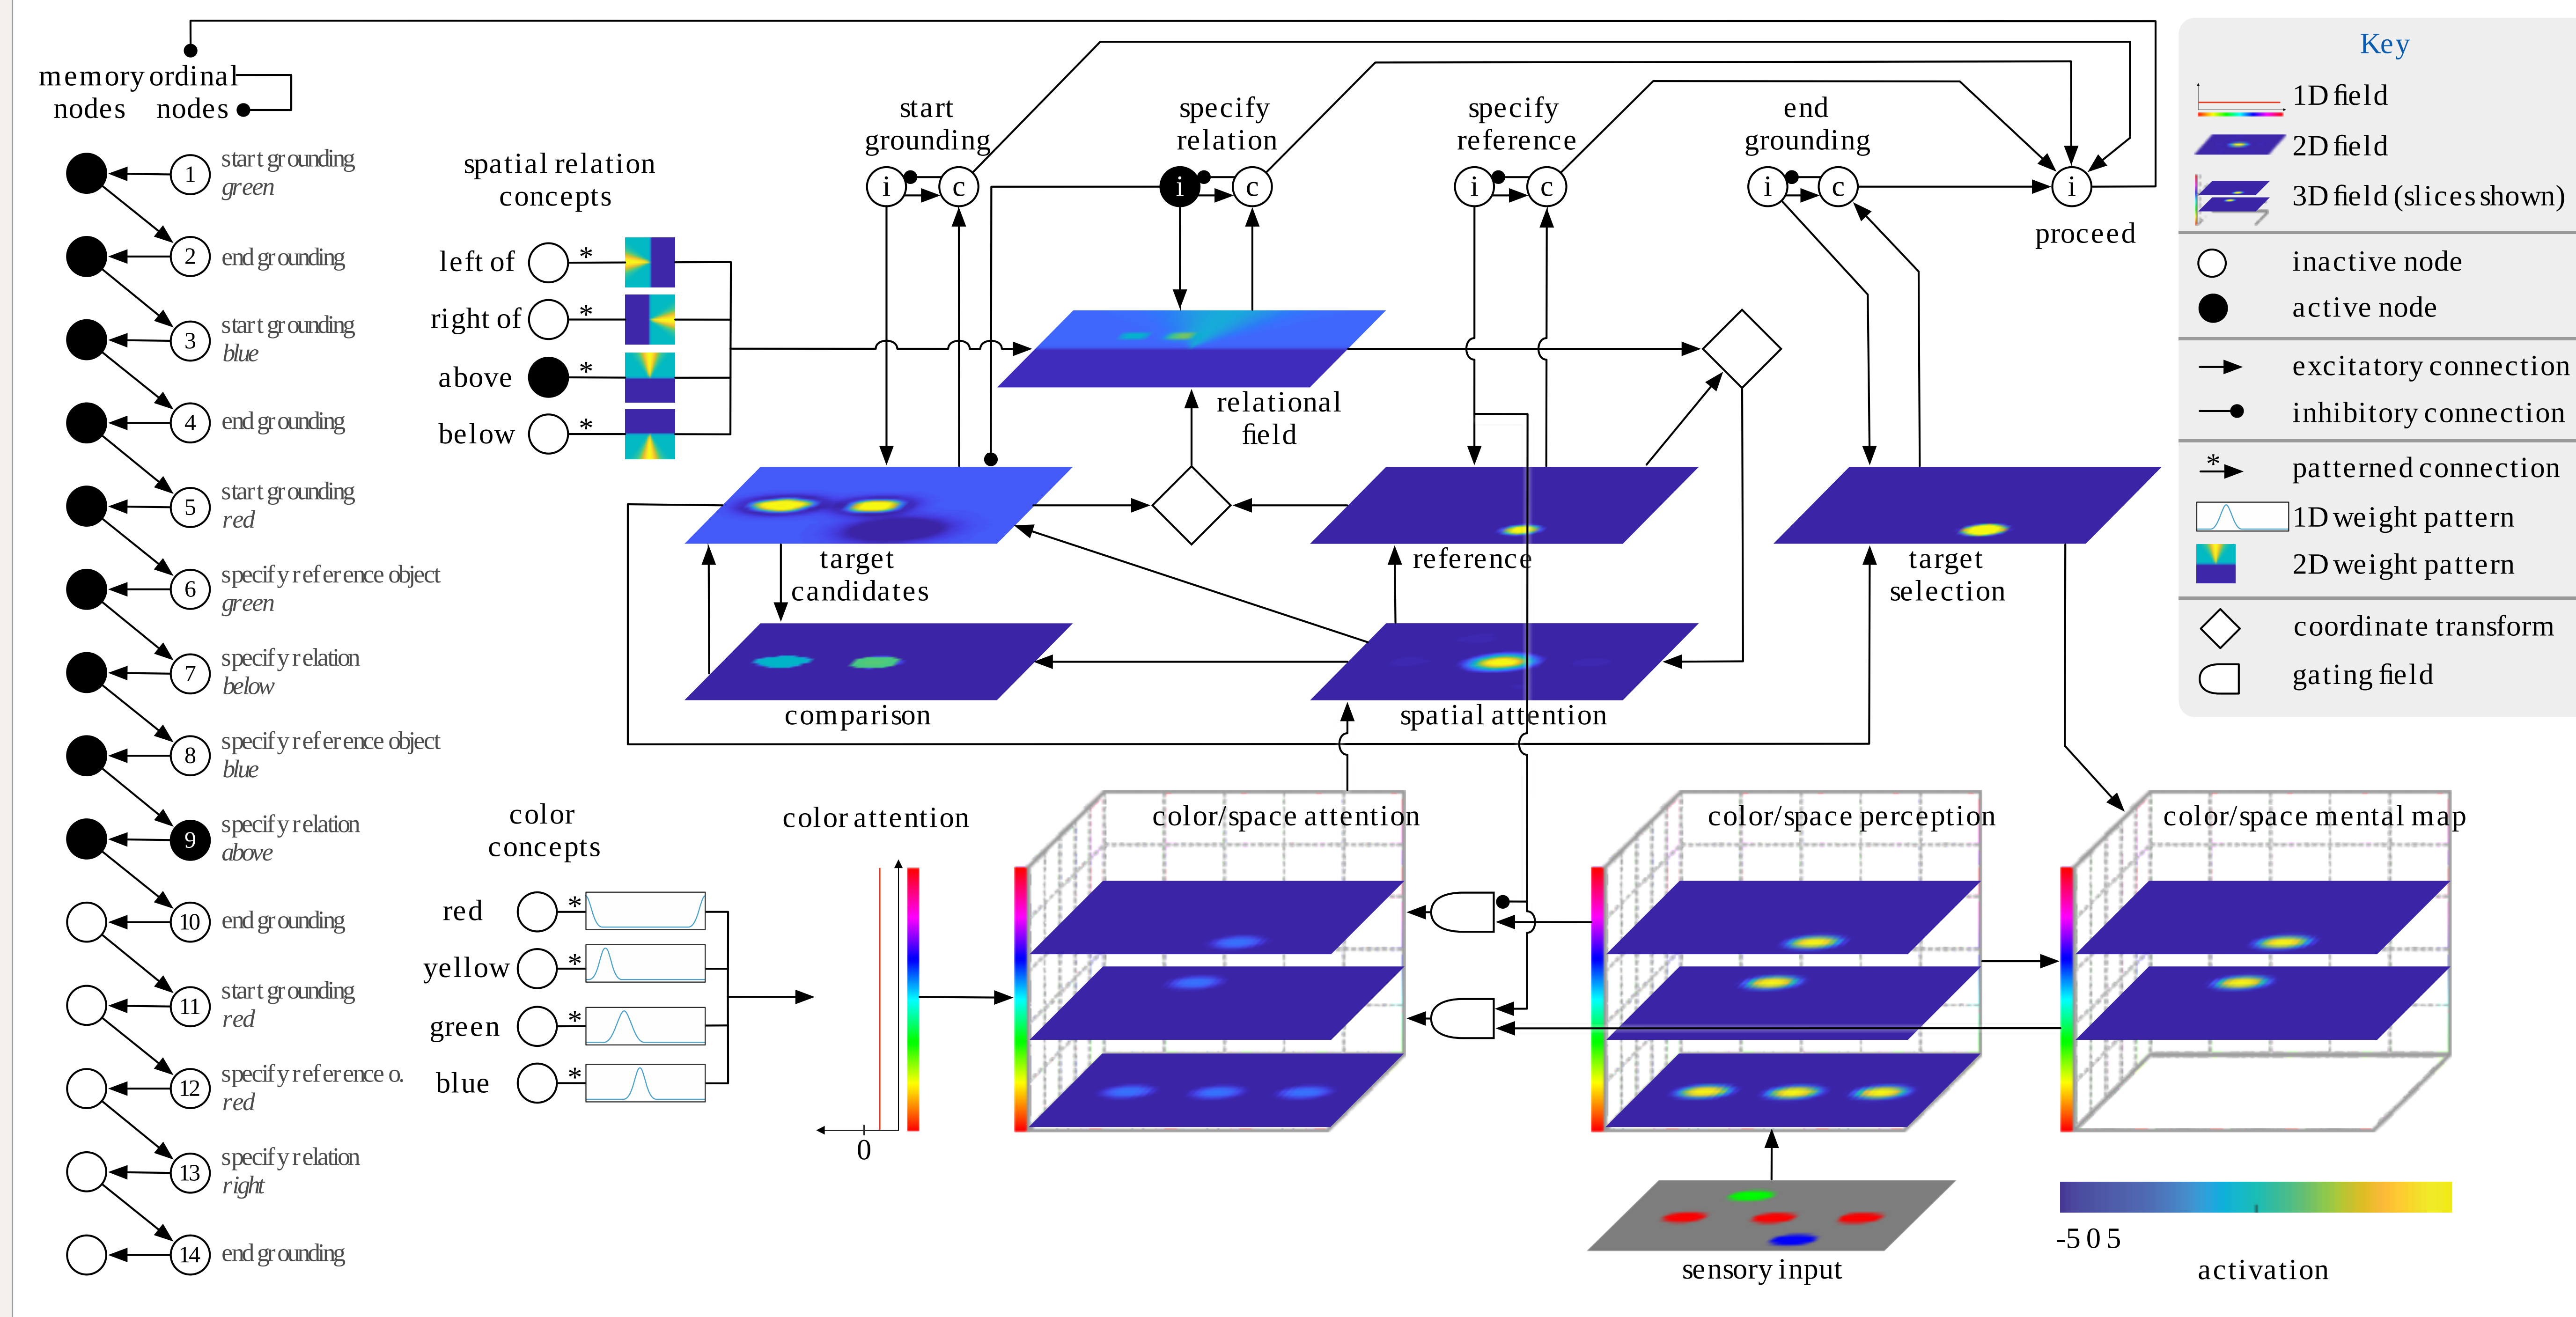 memory ordinal
nodes nodes
1 start grounding
green
2 end grounding
3 start grounding
blue
4 end grounding
5 start grounding
red
6 specify reference object
green
7 specify relation
below
8 specify reference object
blue
9 specify relation
above
10 end grounding
11 start grounding
red
12 specify reference o.
red
13 specify relation
right
14 end grounding
spatial relation
concepts
left of *
right of *
above *
below *
start
grounding
i c
specify
relation
i c
specify
reference
i c
end
grounding
i c
i
proceed
relational
field
target
candidates
reference
target
selection
comparison
spatial attention
color
concepts
red *
yellow *
green *
blue *
color attention
0
color/space attention
color/space perception
color/space mental map
sensory input
-5 0 5
activation
Key
1D field
2D field
3D field (slices shown)
inactive node
active node
excitatory connection
inhibitory connection
* patterned connection
1D weight pattern
2D weight pattern
coordinate transform
gating field